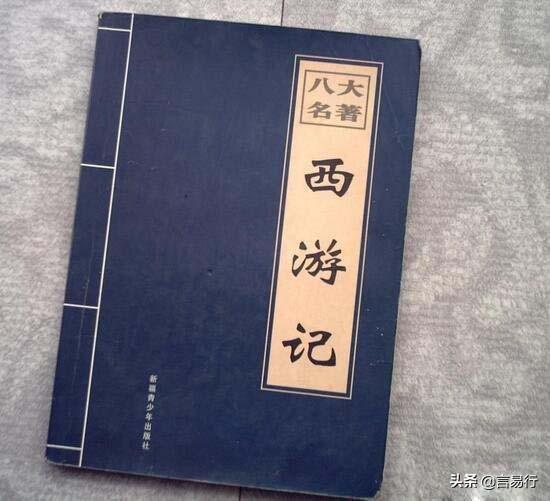 八大
名著
西游记
新疆青少年出版社
头条 @言易行